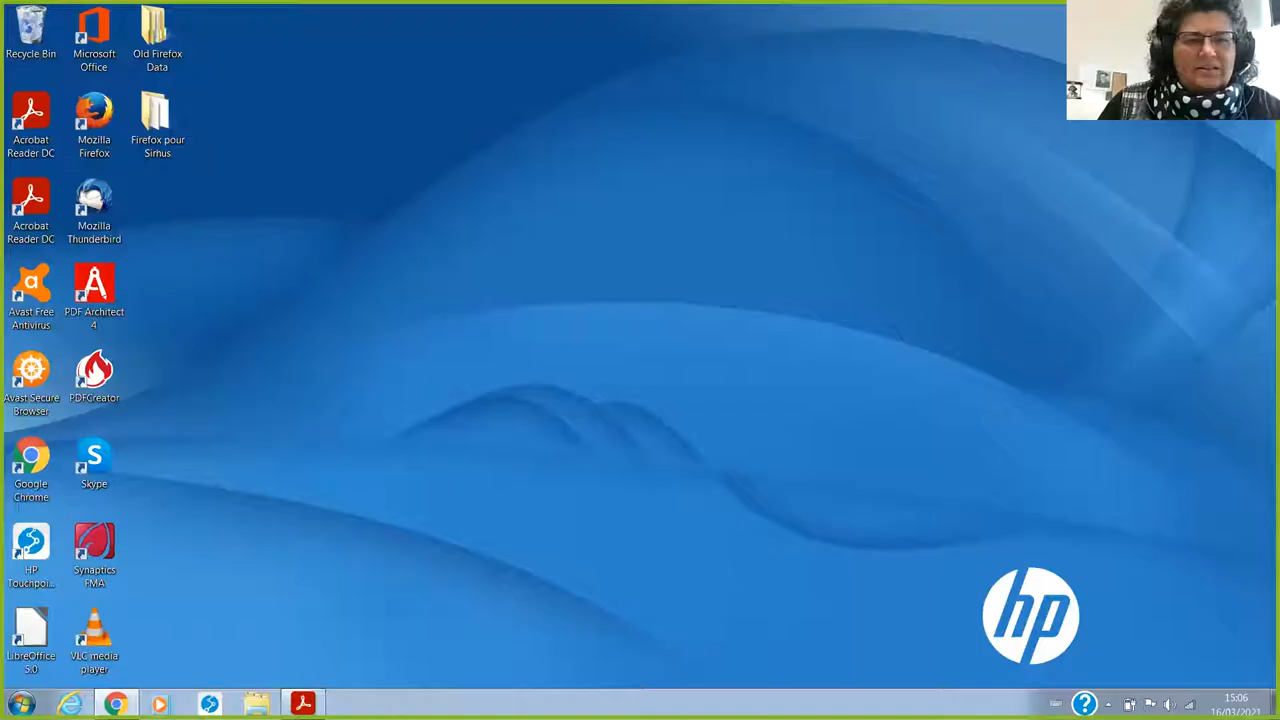 Recycle Bin
Microsoft
Office
Old Firefox
Data
Acrobat
Reader DC
Mozilla
Firefox
Firefox pour
Sirhus
Acrobat
Reader DC
Mozilla
Thunderbird
Avast Free
Antivirus
PDF Architect
4
Avast Secure
Browser
PDFCreator
Google
Chrome
Skype
HP
Touchpoi...
Synaptics
FMA
LibreOffice
5.0
VLC media
player
hp
15:06
16/03/2021